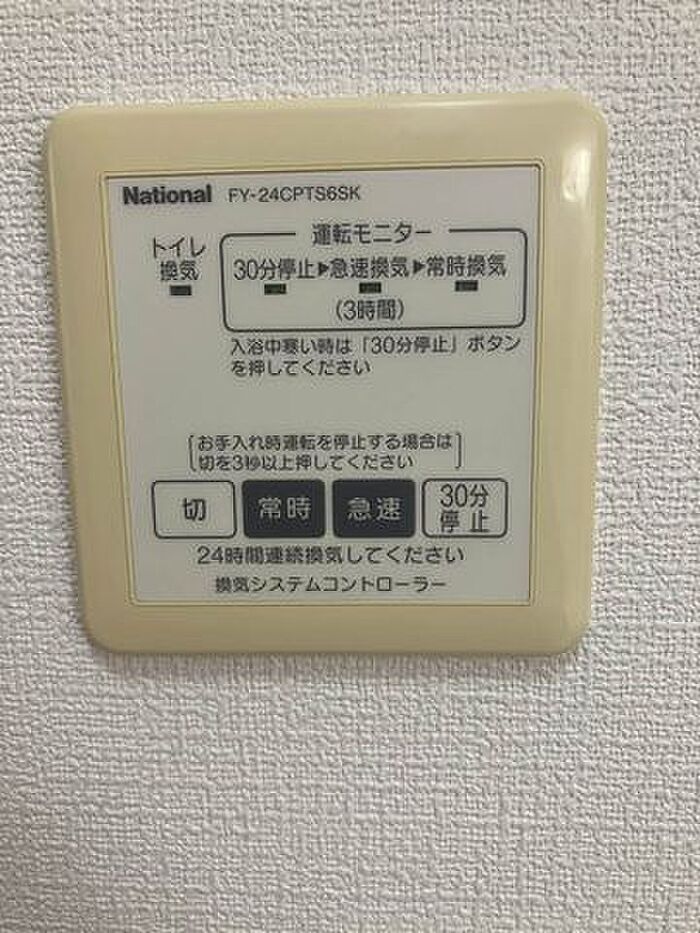 National FY-24CPTS6SK
運転モニター
トイレ
換気
30分停止▶急速換気▶常時換気
(3時間)
入浴中寒い時は「30分停止」ボタン
を押してください
お手入れ時運転を停止する場合は
切を3秒以上押してください
切 常時 急速 30分
停止
24時間連続換気してください
換気システムコントローラー